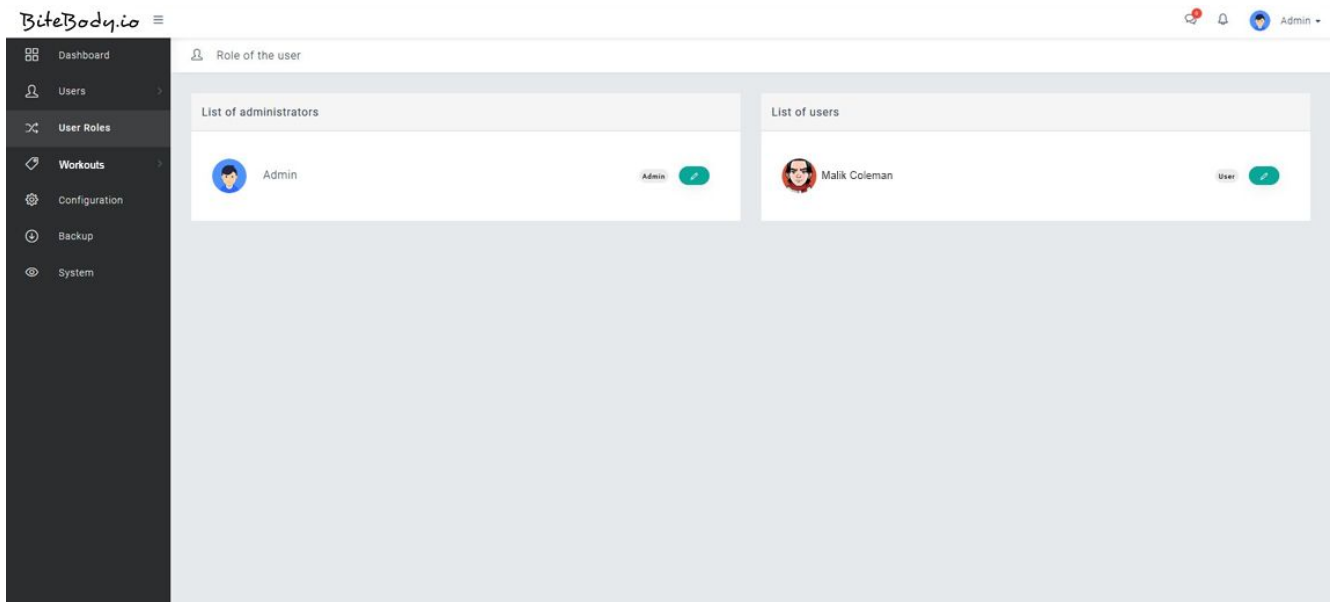 BiteBody.io
Admin
Dashboard
Users
User Roles
Workouts
Configuration
Backup
System
Role of the user
List of administrators
Admin
Admin
List of users
Malik Coleman
User